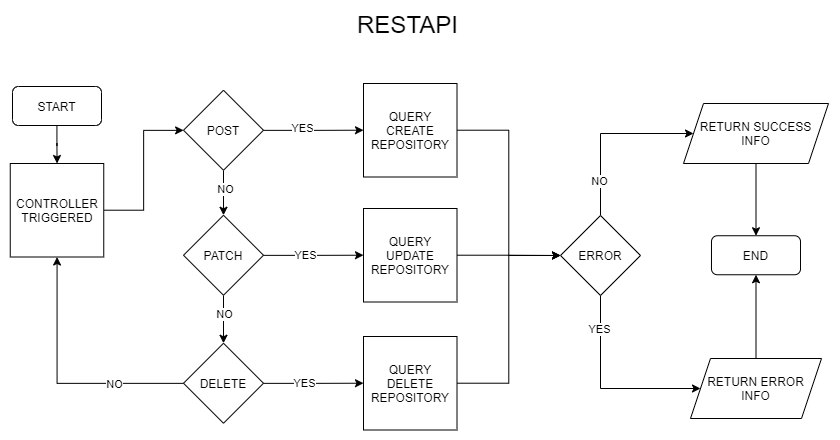 RESTAPI
START
CONTROLLER
TRIGGERED
POST
YES
QUERY
CREATE
REPOSITORY
NO
PATCH
YES
QUERY
UPDATE
REPOSITORY
NO
DELETE
YES
QUERY
DELETE
REPOSITORY
NO
ERROR
NO
RETURN SUCCESS
INFO
YES
RETURN ERROR
INFO
END